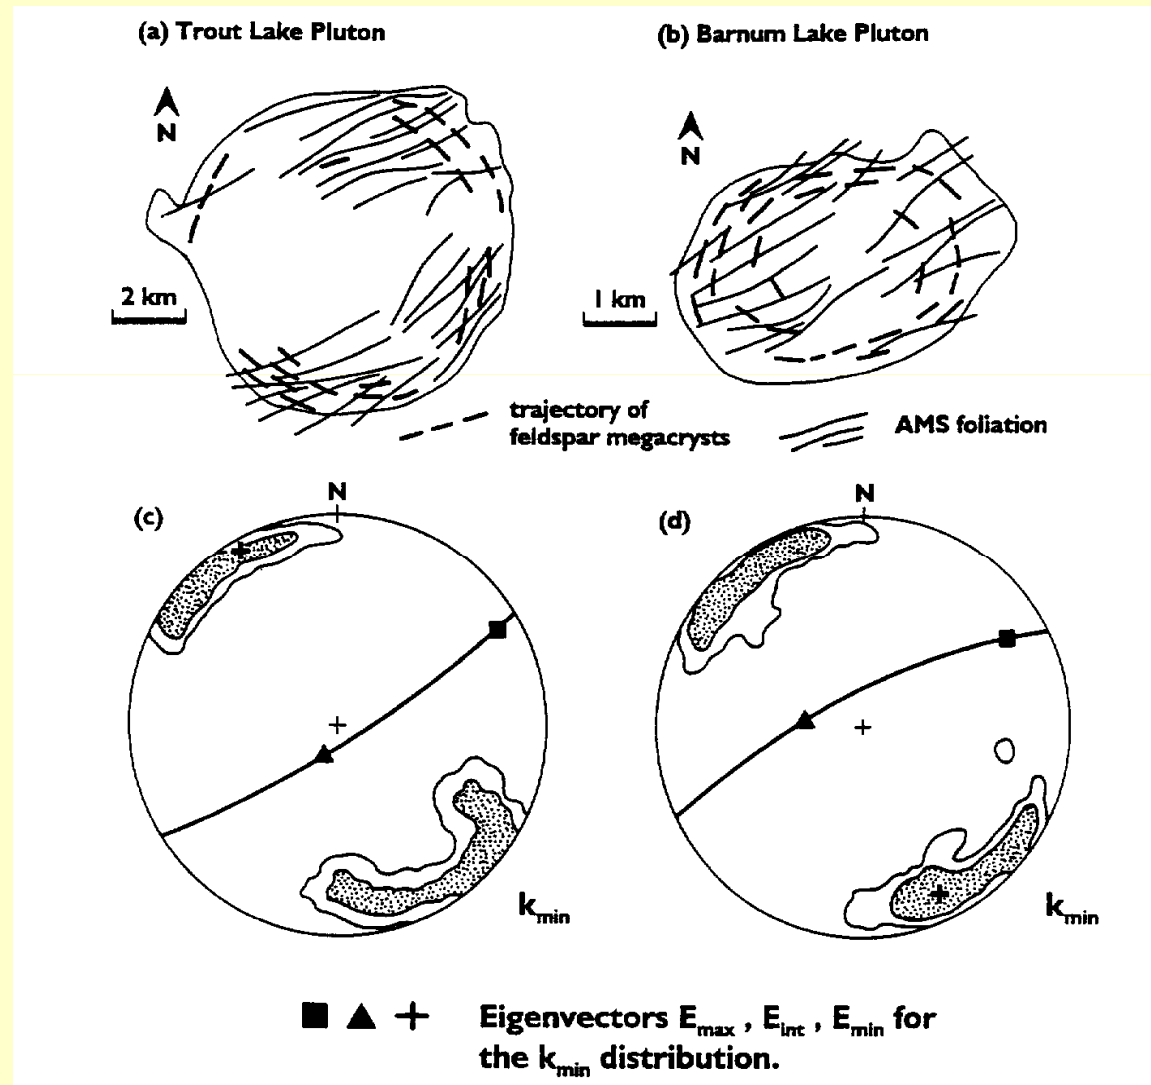 (a) Trout Lake Pluton
(b) Barnum Lake Pluton
N
N
2 km
1 km
trajectory of
feldspar megacrysts
AMS foliation
(c)
N
(d)
N
kmin
kmin
Eigenvectors Emax , Eint , Emin for
the kmin distribution.